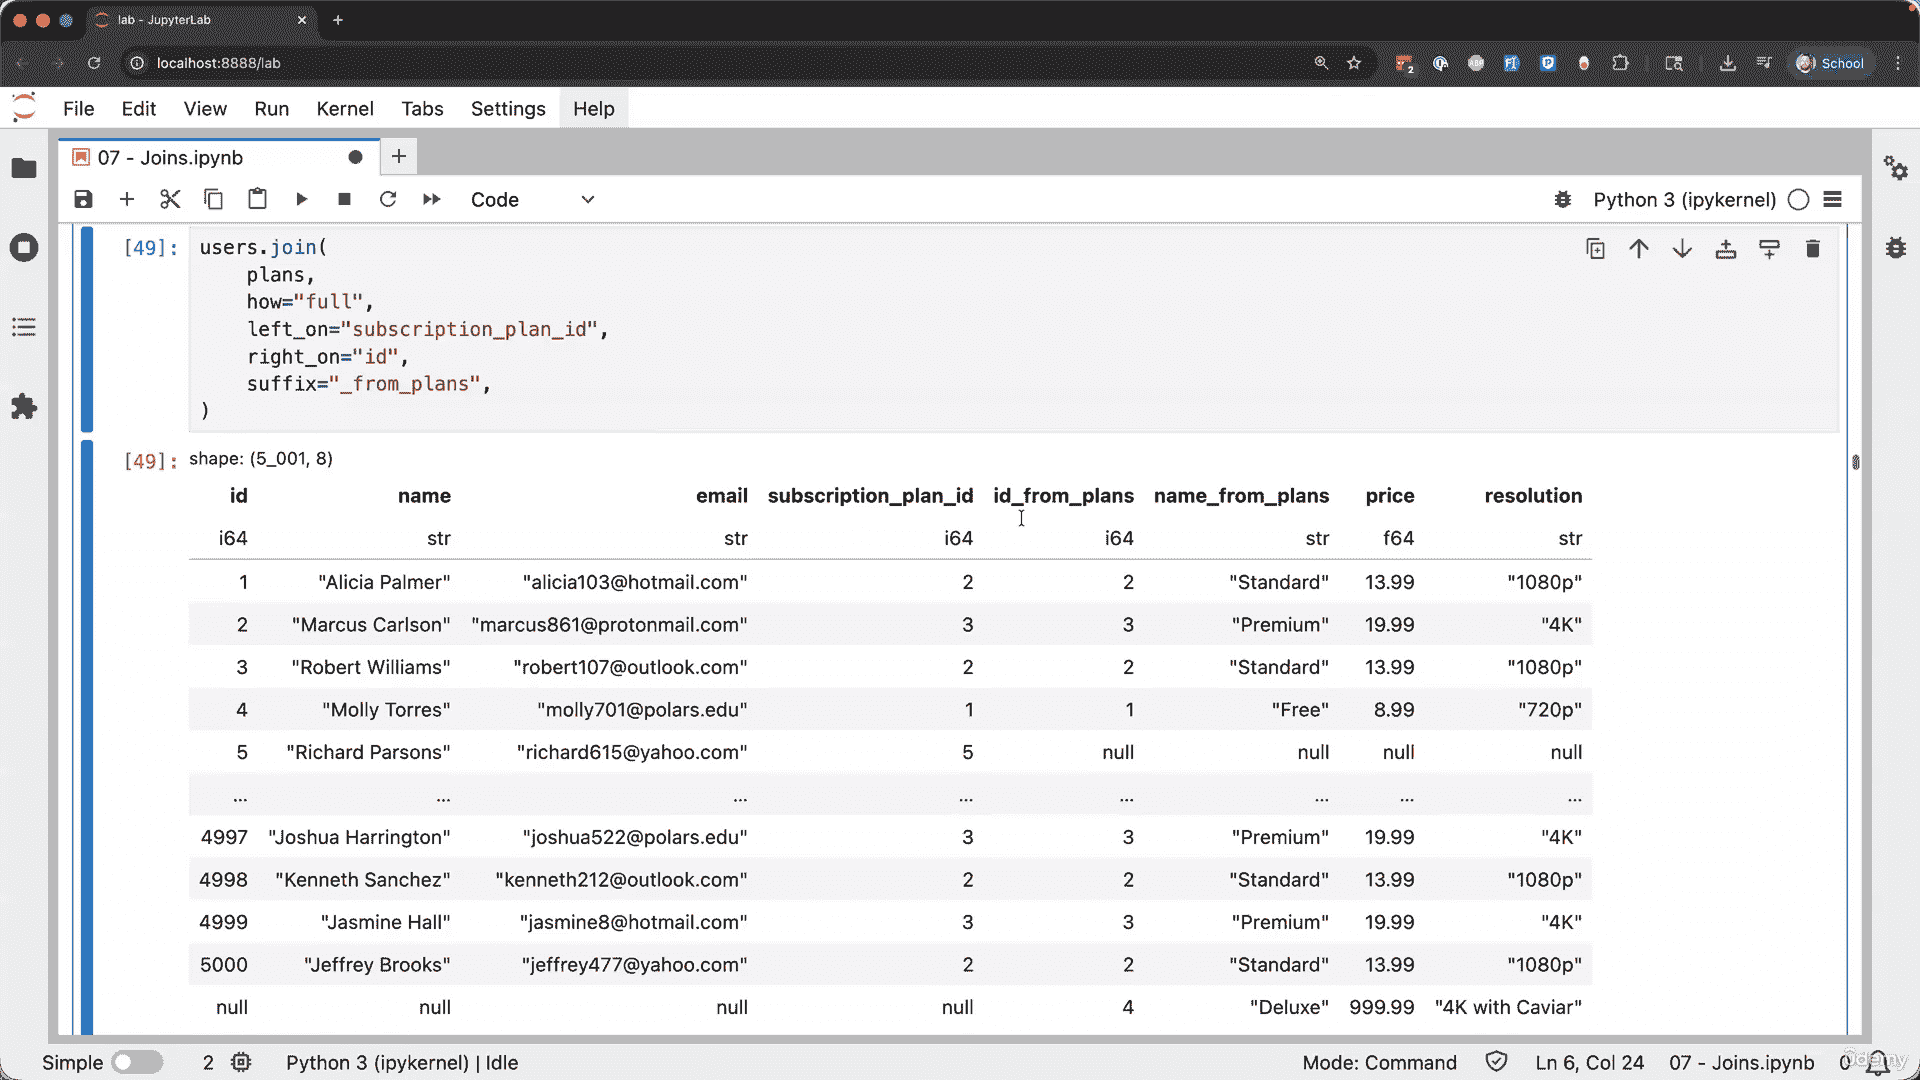 lab - JupyterLab
localhost:8888/lab
2
ABP
School
File Edit View Run Kernel Tabs Settings Help
07 - Joins.ipynb
Code
Python 3 (ipykernel)
[49]: users.join(
plans,
how="full",
left_on="subscription_plan_id",
right_on="id",
suffix="_from_plans",
)
[49]: shape: (5_001, 8)
id name email subscription_plan_id id_from_plans name_from_plans price resolution
i64 str str i64 i64 str f64 str
1 "Alicia Palmer" "alicia103@hotmail.com" 2 2 "Standard" 13.99 "1080p"
2 "Marcus Carlson" "marcus861@protonmail.com" 3 3 "Premium" 19.99 "4K"
3 "Robert Williams" "robert107@outlook.com" 2 2 "Standard" 13.99 "1080p"
4 "Molly Torres" "molly701@polars.edu" 1 1 "Free" 8.99 "720p"
5 "Richard Parsons" "richard615@yahoo.com" 5 null null null null
... ... ... ... ... ... ... ...
4997 "Joshua Harrington" "joshua522@polars.edu" 3 3 "Premium" 19.99 "4K"
4998 "Kenneth Sanchez" "kenneth212@outlook.com" 2 2 "Standard" 13.99 "1080p"
4999 "Jasmine Hall" "jasmine8@hotmail.com" 3 3 "Premium" 19.99 "4K"
5000 "Jeffrey Brooks" "jeffrey477@yahoo.com" 2 2 "Standard" 13.99 "1080p"
null null null null 4 "Deluxe" 999.99 "4K with Caviar"
Simple 2 Python 3 (ipykernel) | Idle Mode: Command Ln 6, Col 24 07 - Joins.ipynb 0
udemy